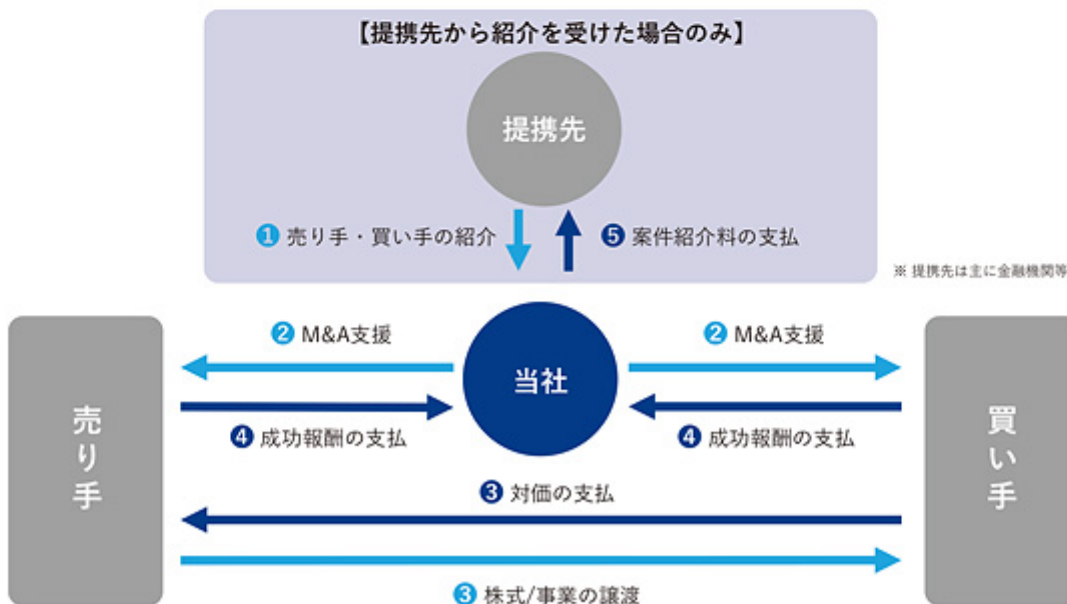 【提携先から紹介を受けた場合のみ】
提携先
❶ 売り手・買い手の紹介
❺ 案件紹介料の支払
※ 提携先は主に金融機関等
❷ M&A支援
❷ M&A支援
売り手
当社
買い手
❹ 成功報酬の支払
❹ 成功報酬の支払
❸ 対価の支払
❸ 株式/事業の譲渡